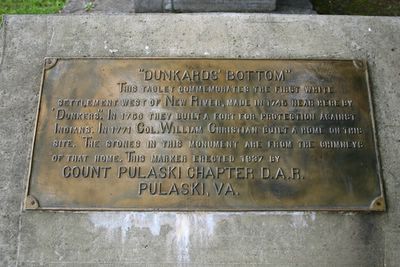 "DUNKARDS' BOTTOM"
THIS TABLET COMMEMORATES THE FIRST WHITE
SETTLEMENT WEST OF NEW RIVER, MADE IN 1745 NEAR HERE BY
"DUNKERS". IN 1756 THEY BUILT A FORT FOR PROTECTION AGAINST
INDIANS. IN 1771 COL. WILLIAM CHRISTIAN BUILT A HOME ON THIS
SITE. THE STONES IN THIS MONUMENT ARE FROM THE CHIMNEYS
OF THAT HOME. THIS MARKER ERECTED 1937 BY
COUNT PULASKI CHAPTER D.A.R.
PULASKI, VA.